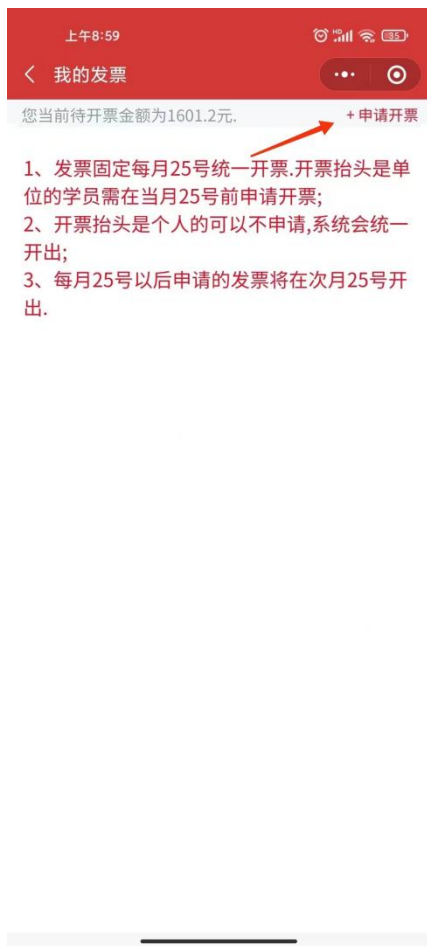 上午8:59
85
我的发票
您当前待开票金额为1601.2元.
+ 申请开票
1、发票固定每月25号统一开票.开票抬头是单
位的学员需在当月25号前申请开票;
2、开票抬头是个人的可以不申请,系统会统一
开出;
3、每月25号以后申请的发票将在次月25号开
出.